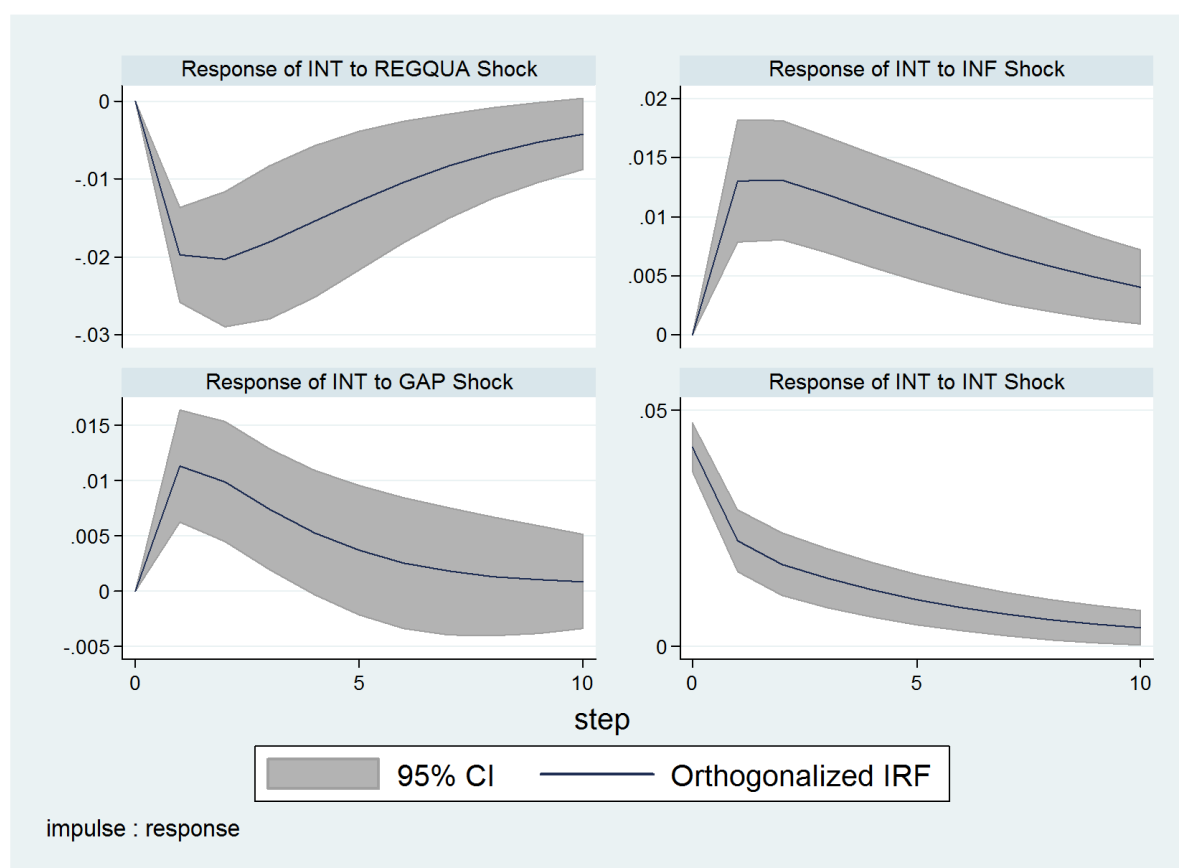 Response of INT to REGQUA Shock
0
-.01
-.02
-.03
Response of INT to INF Shock
.02
.015
.01
.005
0
Response of INT to GAP Shock
.015
.01
.005
0
-.005
0 5 10
Response of INT to INT Shock
.05
0
0 5 10
step
95% CI Orthogonalized IRF
impulse : response